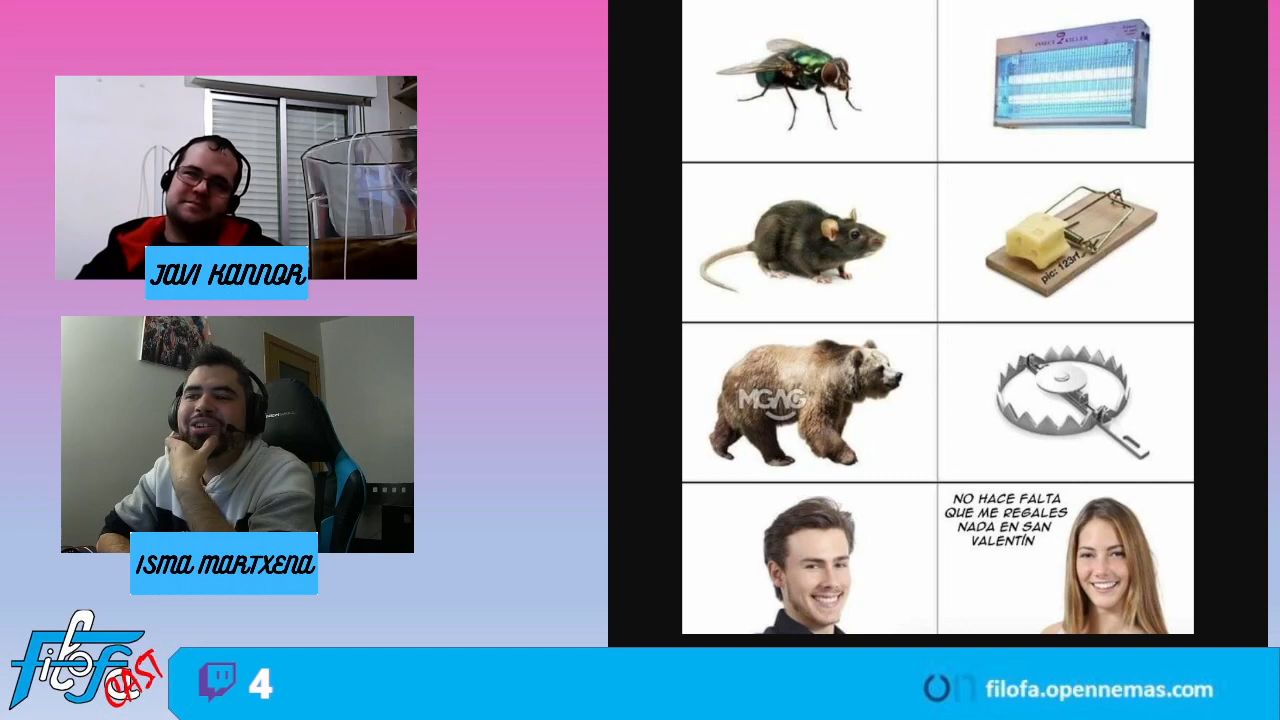 INSECT KILLER
pic: 123rf
MGAG
NO HACE FALTA
QUE ME REGALES
NADA EN SAN
VALENTÍN
JAVI KANNOR
ISMA MARTXENA
FiloFa
CAST
4
on filofa.opennemas.com